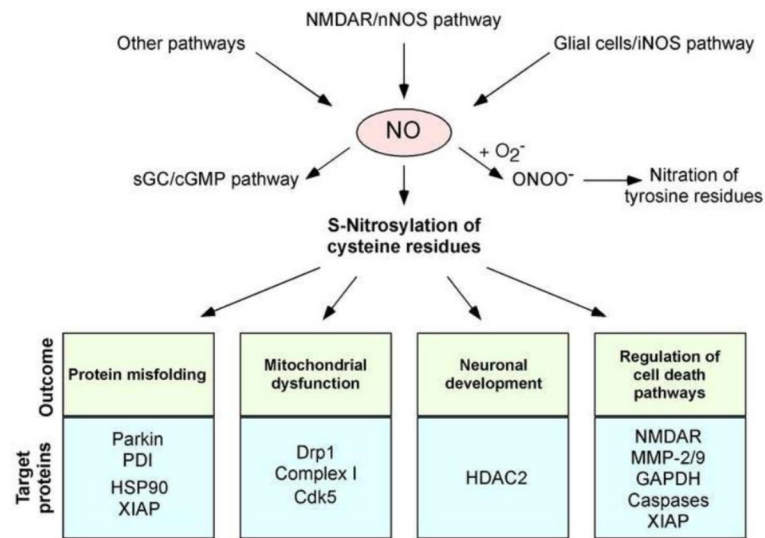 NMDAR/nNOS pathway
Other pathways
Glial cells/iNOS pathway
NO
+ O2-
sGC/cGMP pathway
ONOO-
Nitration of
tyrosine residues
S-Nitrosylation of
cysteine residues
Outcome
Protein misfolding
Mitochondrial
dysfunction
Neuronal
development
Regulation of
cell death
pathways
Target
proteins
Parkin
PDI
HSP90
XIAP
Drp1
Complex I
Cdk5
HDAC2
NMDAR
MMP-2/9
GAPDH
Caspases
XIAP